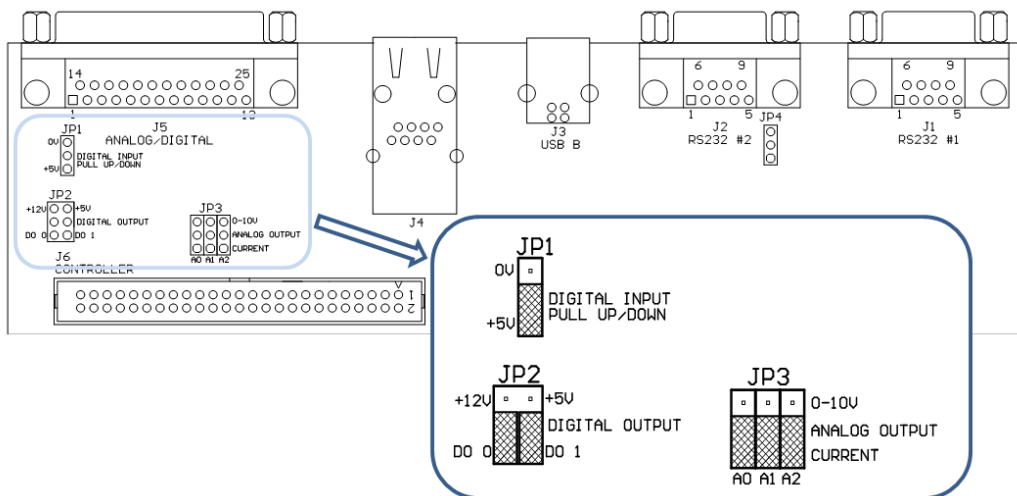 14 25
1 13
J5
ANALOG/DIGITAL
JP1
0V
DIGITAL INPUT
PULL UP/DOWN
+5V
JP2
+12V +5V
DIGITAL OUTPUT
DO 0 DO 1
JP3
0-10V
ANALOG OUTPUT
CURRENT
A0 A1 A2
J6
CONTROLLER
1
2
J4
J3
USB B
6 9
1 5
J2
RS232 #2
JP4
6 9
1 5
J1
RS232 #1
JP1
0V
DIGITAL INPUT
PULL UP/DOWN
+5V
JP2
+12V +5V
DIGITAL OUTPUT
DO 0 DO 1
JP3
0-10V
ANALOG OUTPUT
CURRENT
A0 A1 A2